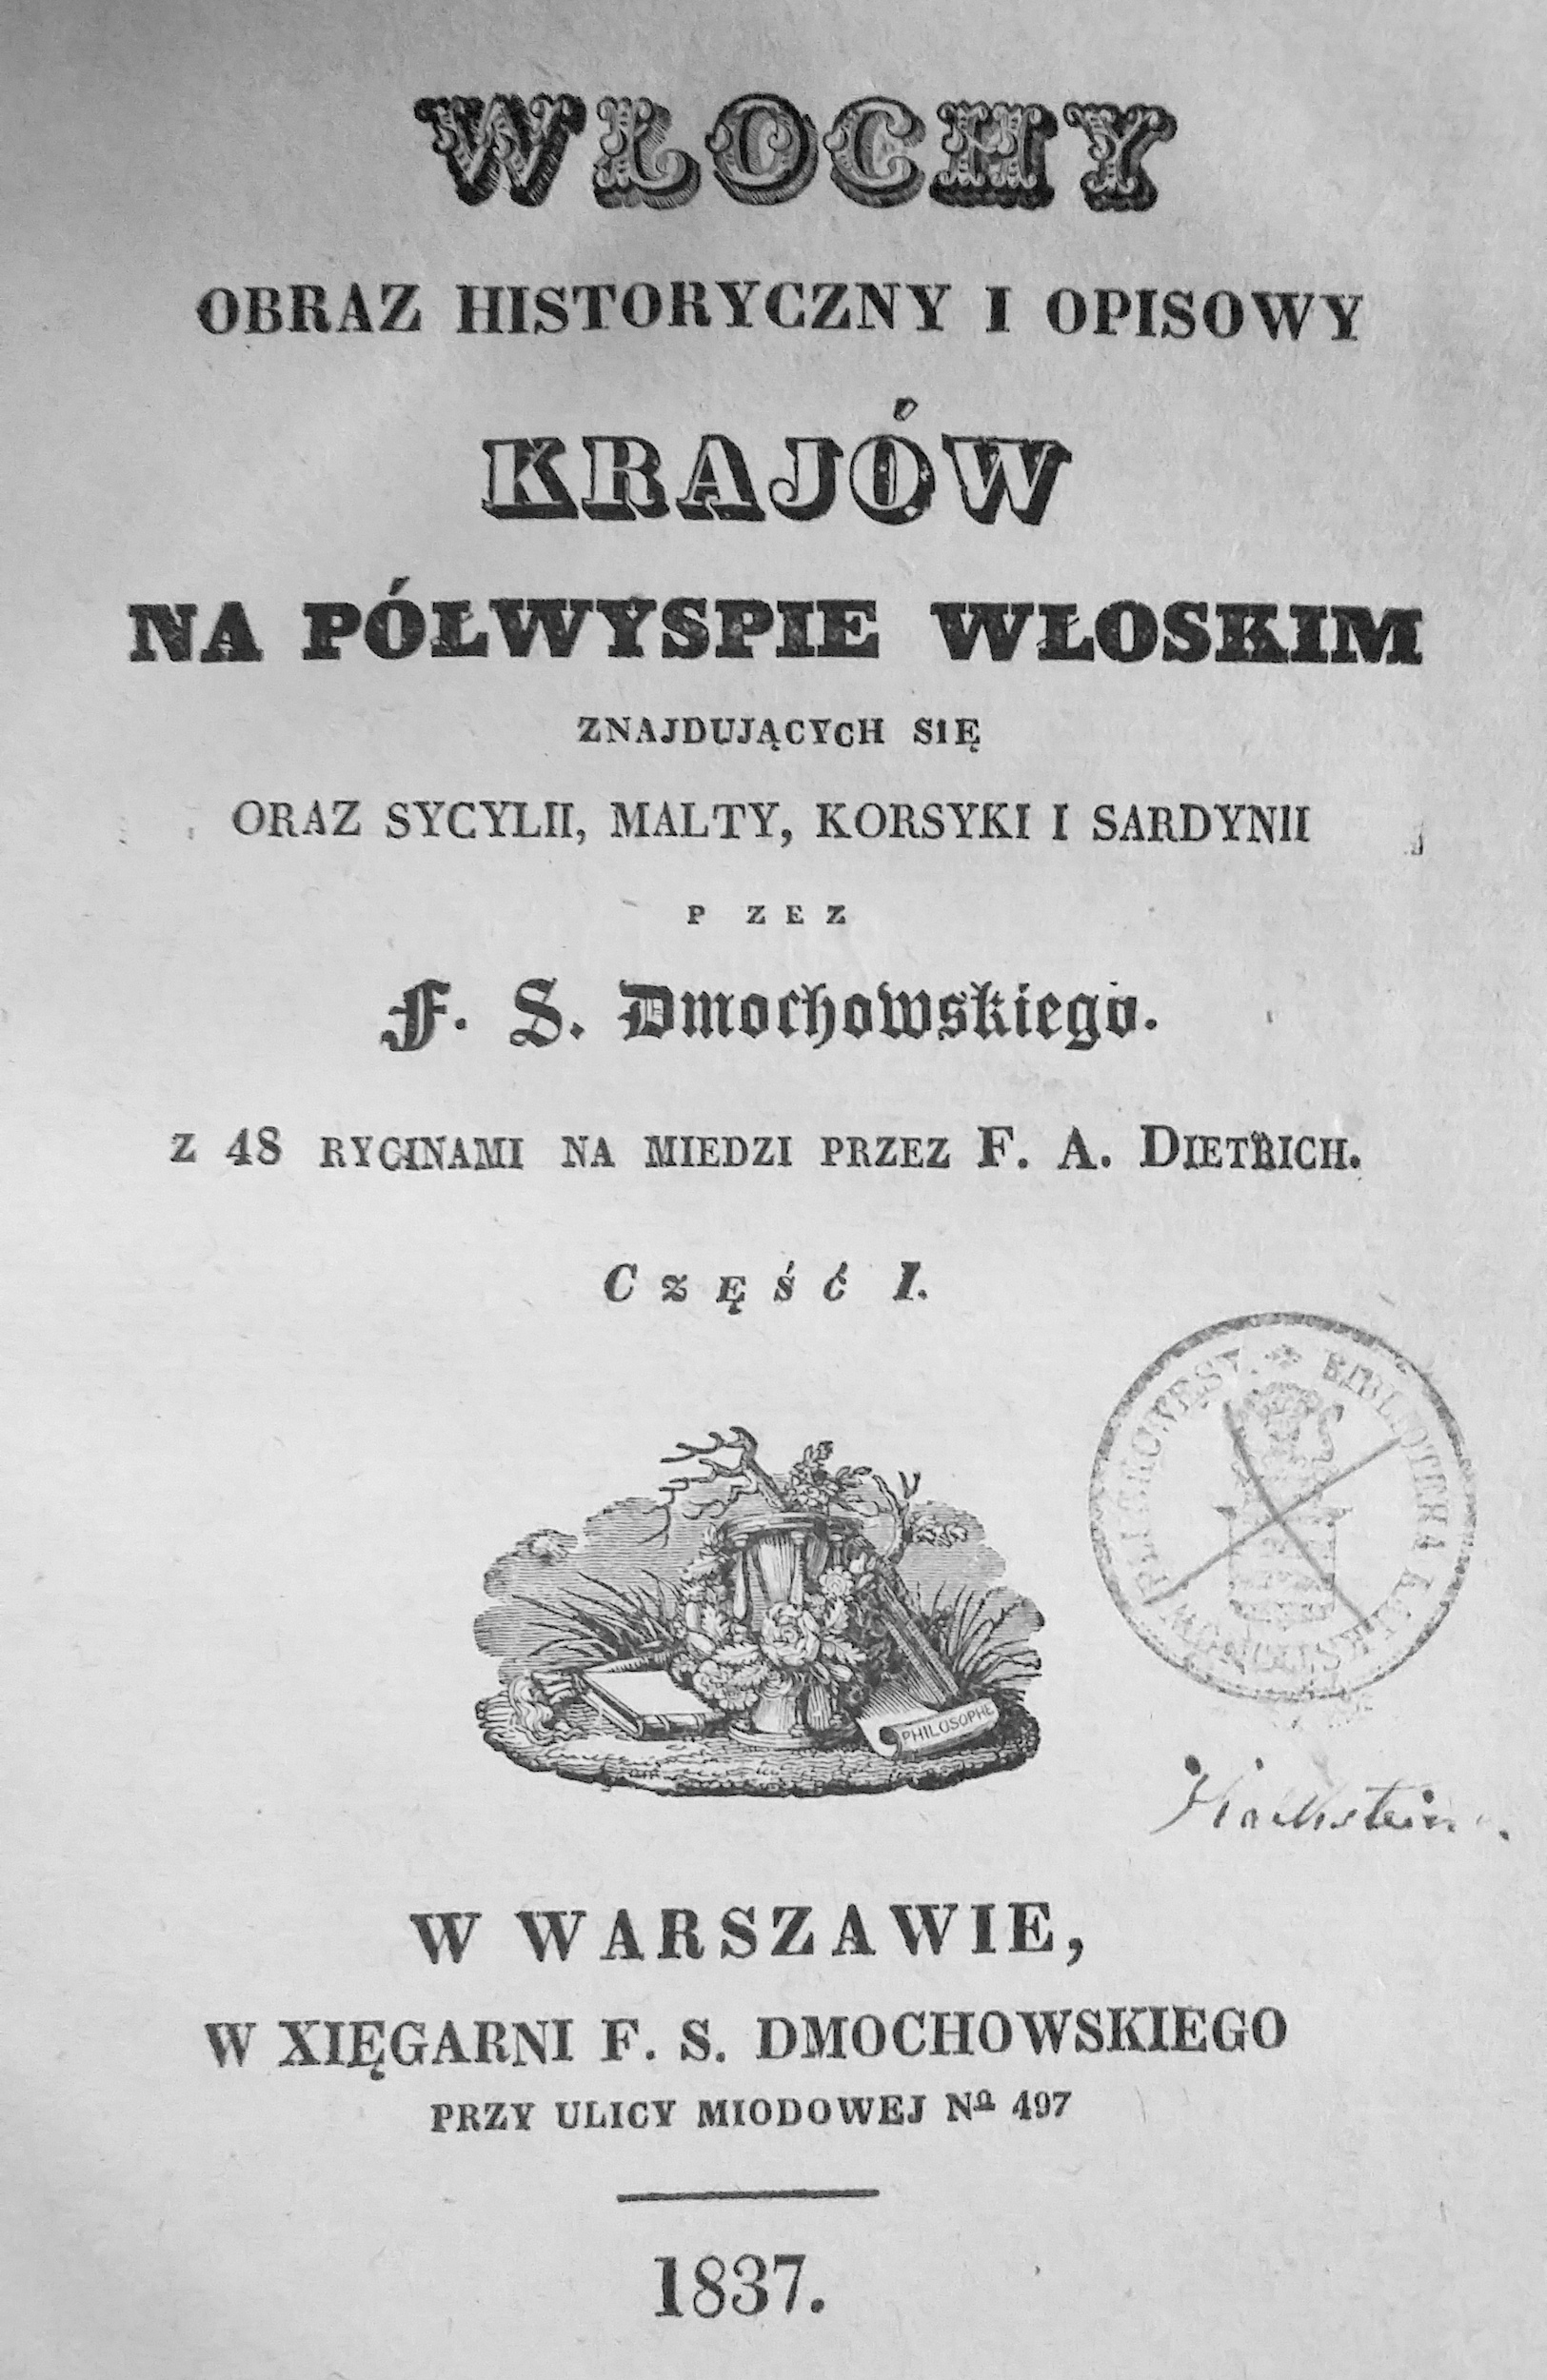 WŁOCHY
OBRAZ HISTORYCZNY I OPISOWY
KRAJÓW
NA PÓŁWYSPIE WŁOSKIM
ZNAJDUJĄCYCH SIĘ
ORAZ SYCYLII, MALTY, KORSYKI I SARDYNII
P ZEZ
F. S. Dmochowskiego.
Z 48 RYCINAMI NA MIEDZI PRZEZ F. A. DIETRICH.
Część I.
BIBLIOTEKA
PHILOSOPHE
W WARSZAWIE,
W XIĘGARNI F. S. DMOCHOWSKIEGO
PRZY ULICY MIODOWEJ Nº 497
1837.